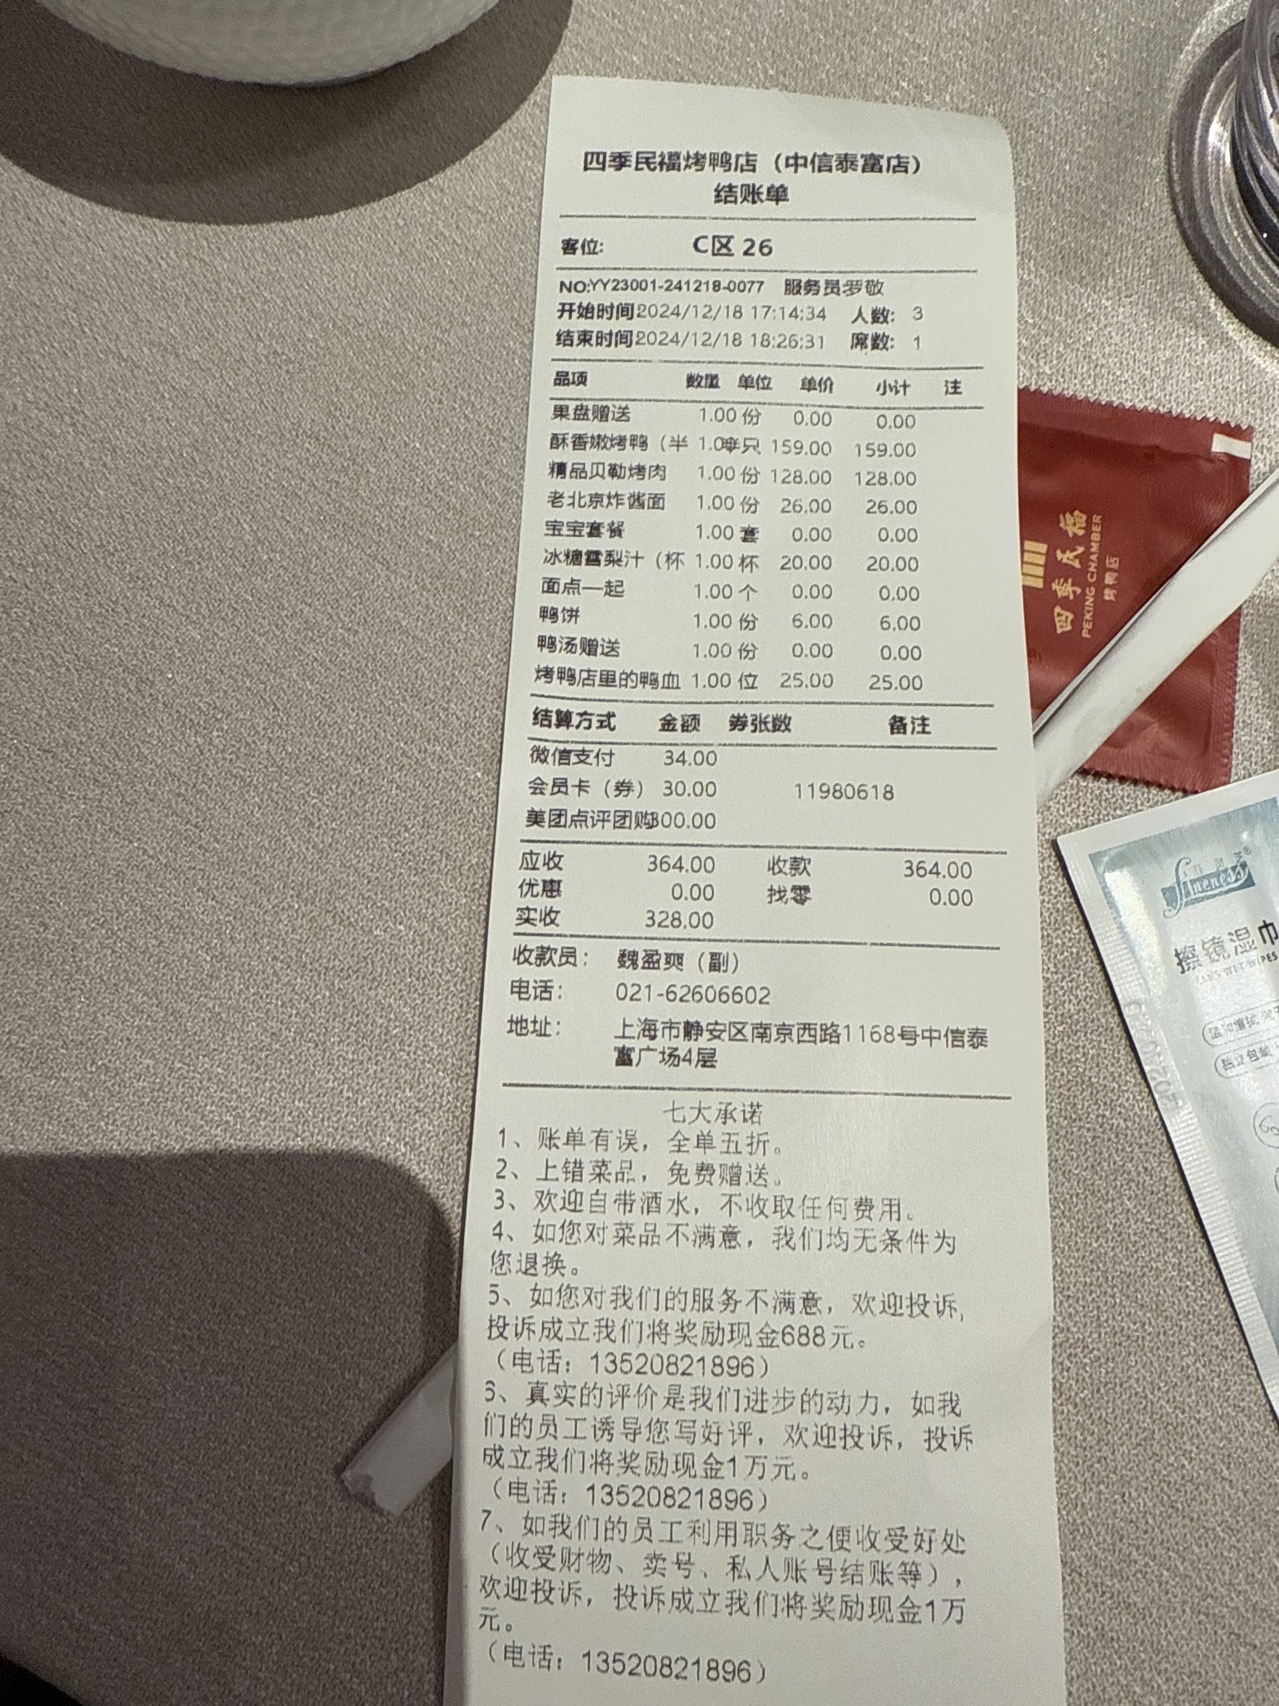 四季民福烤鸭店（中信泰富店）
结账单
客位: C区 26
NO:YY23001-241218-0077 服务员罗敬
开始时间2024/12/18 17:14:34 人数: 3
结束时间2024/12/18 18:26:31 席数: 1
品项 数量 单位 单价 小计 注
果盘赠送 1.00 份 0.00 0.00
酥香嫩烤鸭（半 1.00半只 159.00 159.00
精品贝勒烤肉 1.00 份 128.00 128.00
老北京炸酱面 1.00 份 26.00 26.00
宝宝套餐 1.00 套 0.00 0.00
冰糖雪梨汁（杯 1.00 杯 20.00 20.00
面点一起 1.00 个 0.00 0.00
鸭饼 1.00 份 6.00 6.00
鸭汤赠送 1.00 份 0.00 0.00
烤鸭店里的鸭血 1.00 位 25.00 25.00
结算方式 金额 券张数 备注
微信支付 34.00
会员卡（券） 30.00 11980618
美团点评团购300.00
应收 364.00 收款 364.00
优惠 0.00 找零 0.00
实收 328.00
收款员: 魏盈爽（副）
电话: 021-62606602
地址: 上海市静安区南京西路1168号中信泰
富广场4层
七大承诺
1、账单有误，全单五折。
2、上错菜品，免费赠送。
3、欢迎自带酒水，不收取任何费用。
4、如您对菜品不满意，我们均无条件为
您退换。
5、如您对我们的服务不满意，欢迎投诉，
投诉成立我们将奖励现金688元。
（电话：13520821896）
6、真实的评价是我们进步的动力，如我
们的员工诱导您写好评，欢迎投诉，投诉
成立我们将奖励现金1万元。
（电话：13520821896）
7、如我们的员工利用职务之便收受好处
（收受财物、卖号、私人账号结账等），
欢迎投诉，投诉成立我们将奖励现金1万
元。
（电话：13520821896）
四季民福
PEKING CHAMBER
烤鸭店
Fineness
擦镜湿巾
独立包装